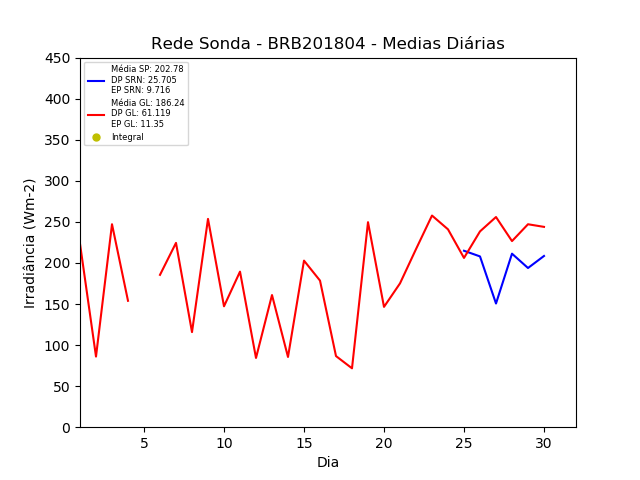 Rede Sonda - BRB201804 - Medias Diárias
450
400
350
300
250
200
150
100
50
0
Irradiância (Wm-2)
Média SP: 202.78
DP SRN: 25.705
EP SRN: 9.716
Média GL: 186.24
DP GL: 61.119
EP GL: 11.35
Integral
5 10 15 20 25 30
Dia